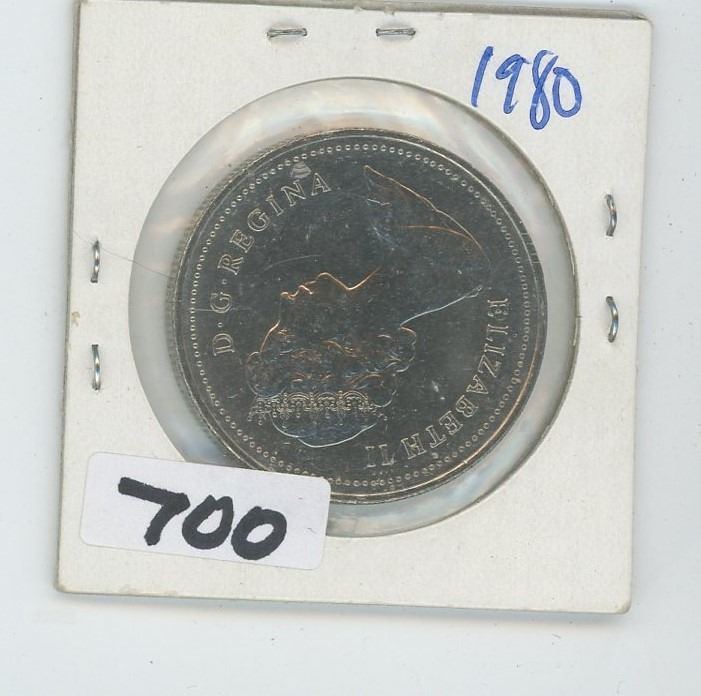 1980
ELIZABETH II
D·G·REGINA
700